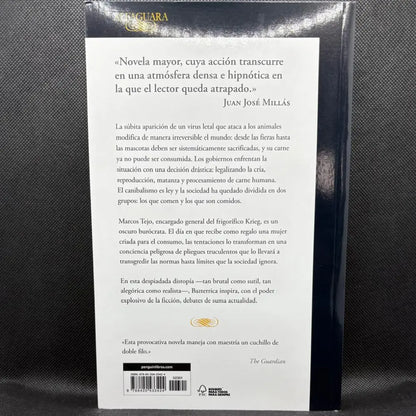 ALFAGUARA
«Novela mayor, cuya acción transcurre
en una atmósfera densa e hipnótica en
la que el lector queda atrapado.»
JUAN JOSÉ MILLÁS
La súbita aparición de un virus letal que ataca a los animales
modifica de manera irreversible el mundo: desde las fieras hasta
las mascotas deben ser sistemáticamente sacrificadas, y su carne
ya no puede ser consumida. Los gobiernos enfrentan la situación
con una decisión drástica: legalizando la cría,
reproducción, matanza y procesamiento de carne humana.
El canibalismo es ley y la sociedad ha quedado dividida en dos
grupos: los que comen y los que son comidos.
Marcos Tejo, encargado general del frigorífico Krieg, es un
oscuro burócrata. El día en que recibe como regalo una mujer
criada para el consumo, las tentaciones lo transforman en una
conciencia peligrosa de pliegues truculentos que lo llevará a
transgredir las normas hasta límites que la sociedad ignora.
En esta despiadada distopía —tan brutal como sutil, tan
alegórica como realista—, Bazterrica inspira, con el poder
explosivo de la ficción, debates de suma actualidad.
«Esta provocativa novela maneja con maestría un cuchillo de
doble filo.»
The Guardian
penguinlibros.com
FSC